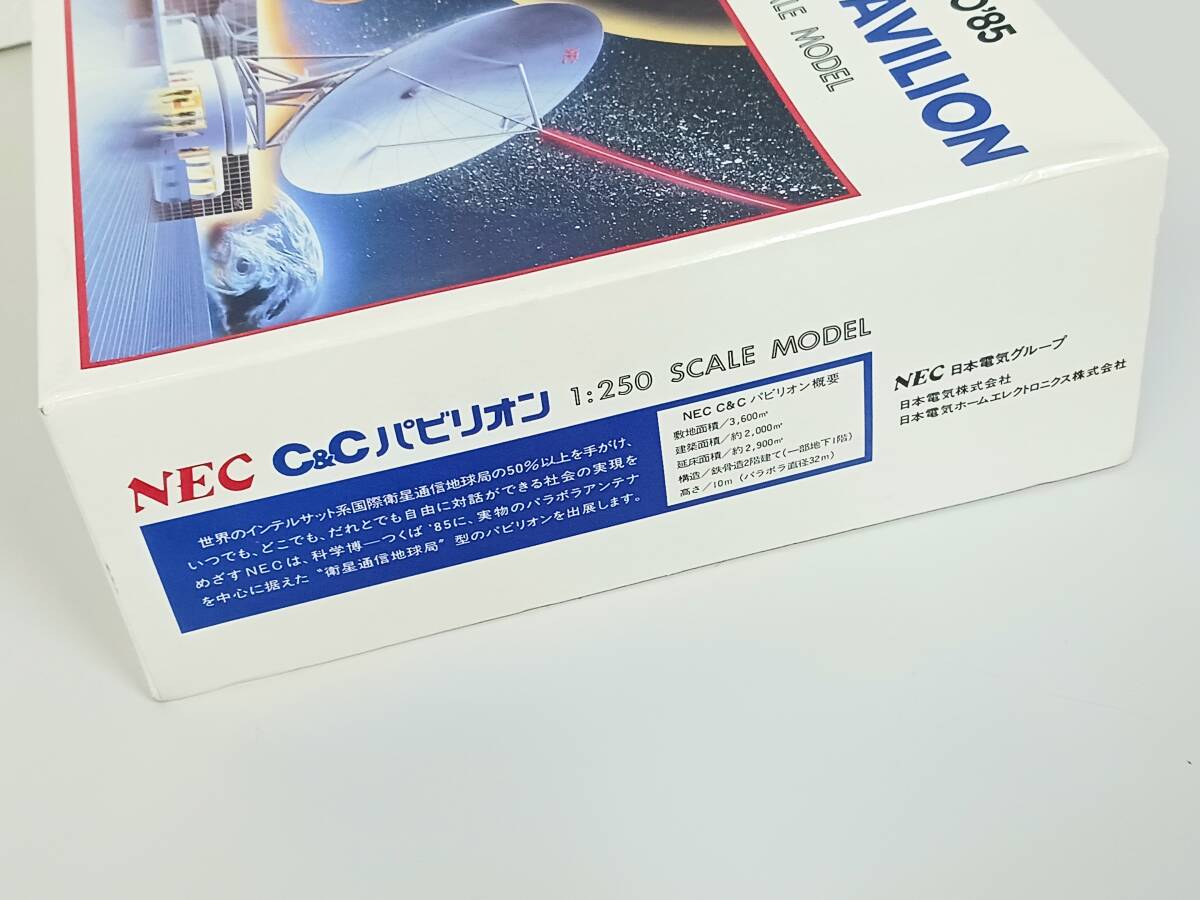 O'85
AVILION
ALE MODEL
NEC C&C パビリオン 1:250 SCALE MODEL
世界のインテルサット系国際衛星通信地球局の50%以上を手がけ、
いつでも、どこでも、だれとでも自由に対話ができる社会の実現を
めざすNECは、科学博—つくば'85に、実物のパラボラアンテナ
を中心に据えた〝衛星通信地球局〟型のパビリオンを出展します。
NEC C&C パビリオン概要
敷地面積/3,600㎡
建築面積/約2,000㎡
延床面積/約2,900㎡
構造/鉄骨造2階建て(一部地下1階)
高さ/10m (パラボラ直径32m)
NEC 日本電気グループ
日本電気株式会社
日本電気ホームエレクトロニクス株式会社